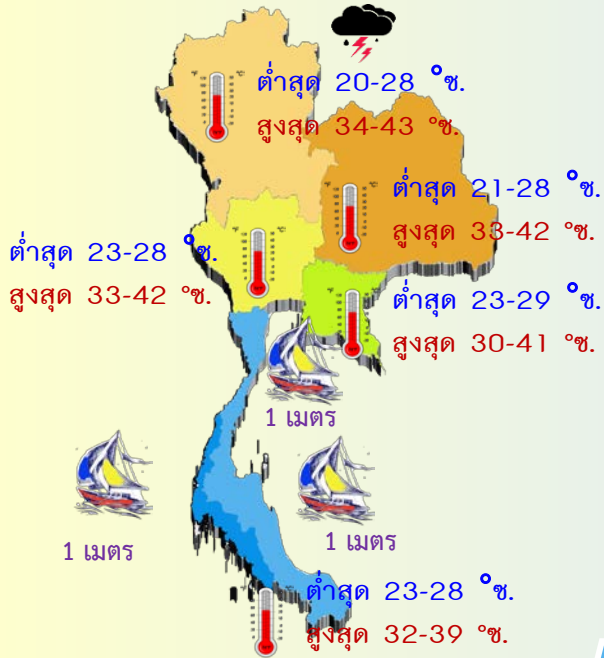 ต่ำสุด 20-28 °ซ.
สูงสุด 34-43 °ซ.
ต่ำสุด 21-28 °ซ.
สูงสุด 33-42 °ซ.
ต่ำสุด 23-28 °ซ.
สูงสุด 33-42 °ซ.
ต่ำสุด 23-29 °ซ.
สูงสุด 30-41 °ซ.
1 เมตร
1 เมตร
1 เมตร
ต่ำสุด 23-28 °ซ.
สูงสุด 32-39 °ซ.